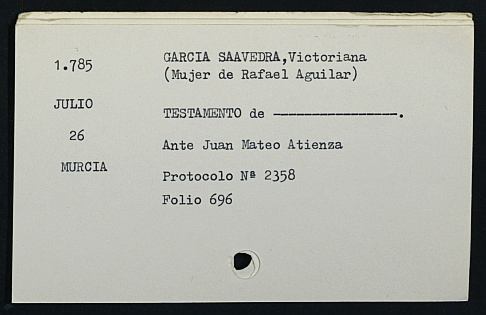 1.785
JULIO
26
MURCIA
GARCIA SAAVEDRA,Victoriana
(Mujer de Rafael Aguilar)
TESTAMENTO de ----------------.
Ante Juan Mateo Atienza
Protocolo Nª 2358
Folio 696